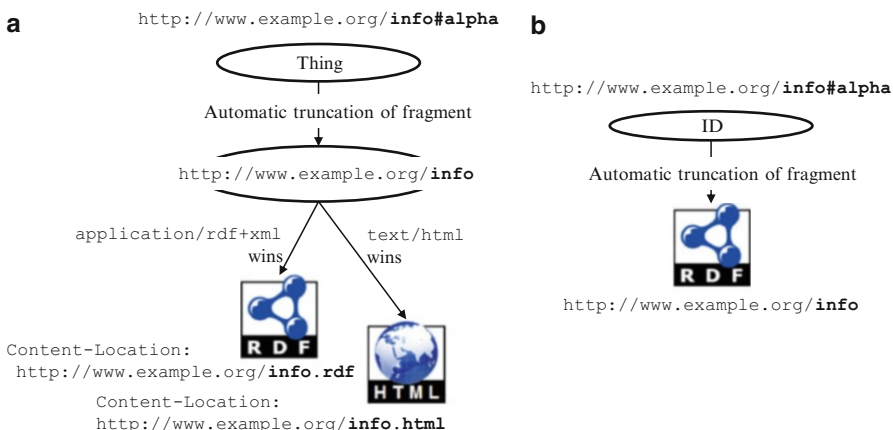 a
http://www.example.org/info#alpha
Thing
Automatic truncation of fragment
http://www.example.org/info
application/rdf+xml
wins
text/html
wins
RDF
HTML
Content-Location:
http://www.example.org/info.rdf
Content-Location:
http://www.example.org/info.html
b
http://www.example.org/info#alpha
ID
Automatic truncation of fragment
RDF
http://www.example.org/info